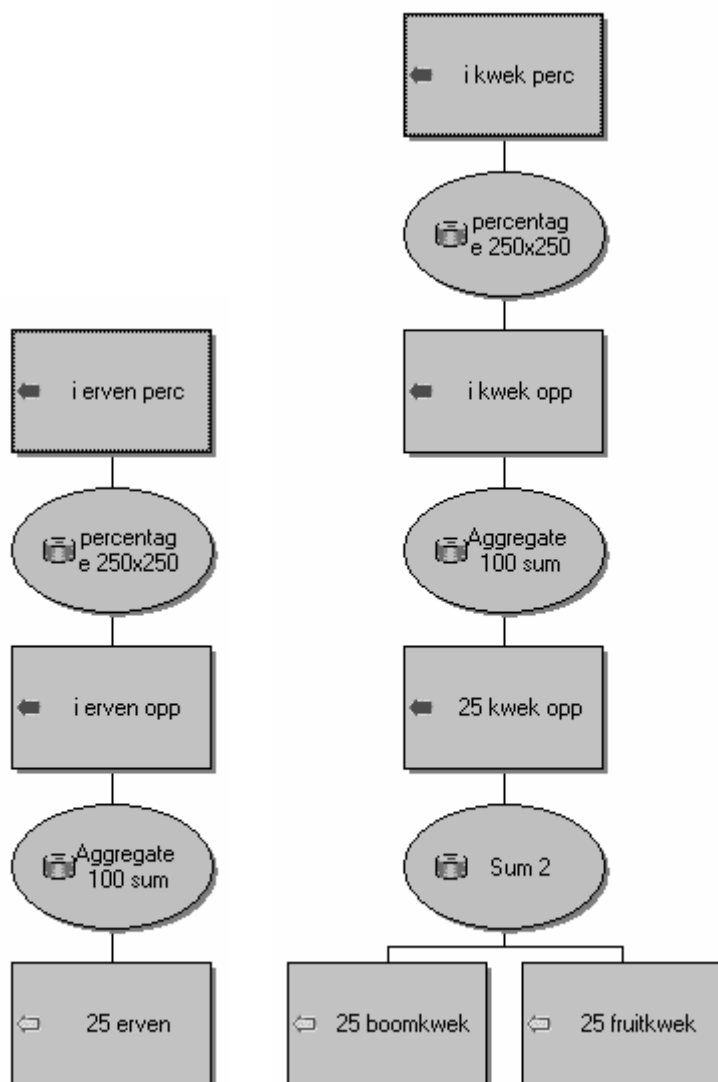 i kwek perc
percentag
e 250x250
i kwek opp
Aggregate
100 sum
25 kwek opp
Sum 2
25 boomkwek
25 fruitkwek
i erven perc
percentag
e 250x250
i erven opp
Aggregate
100 sum
25 erven